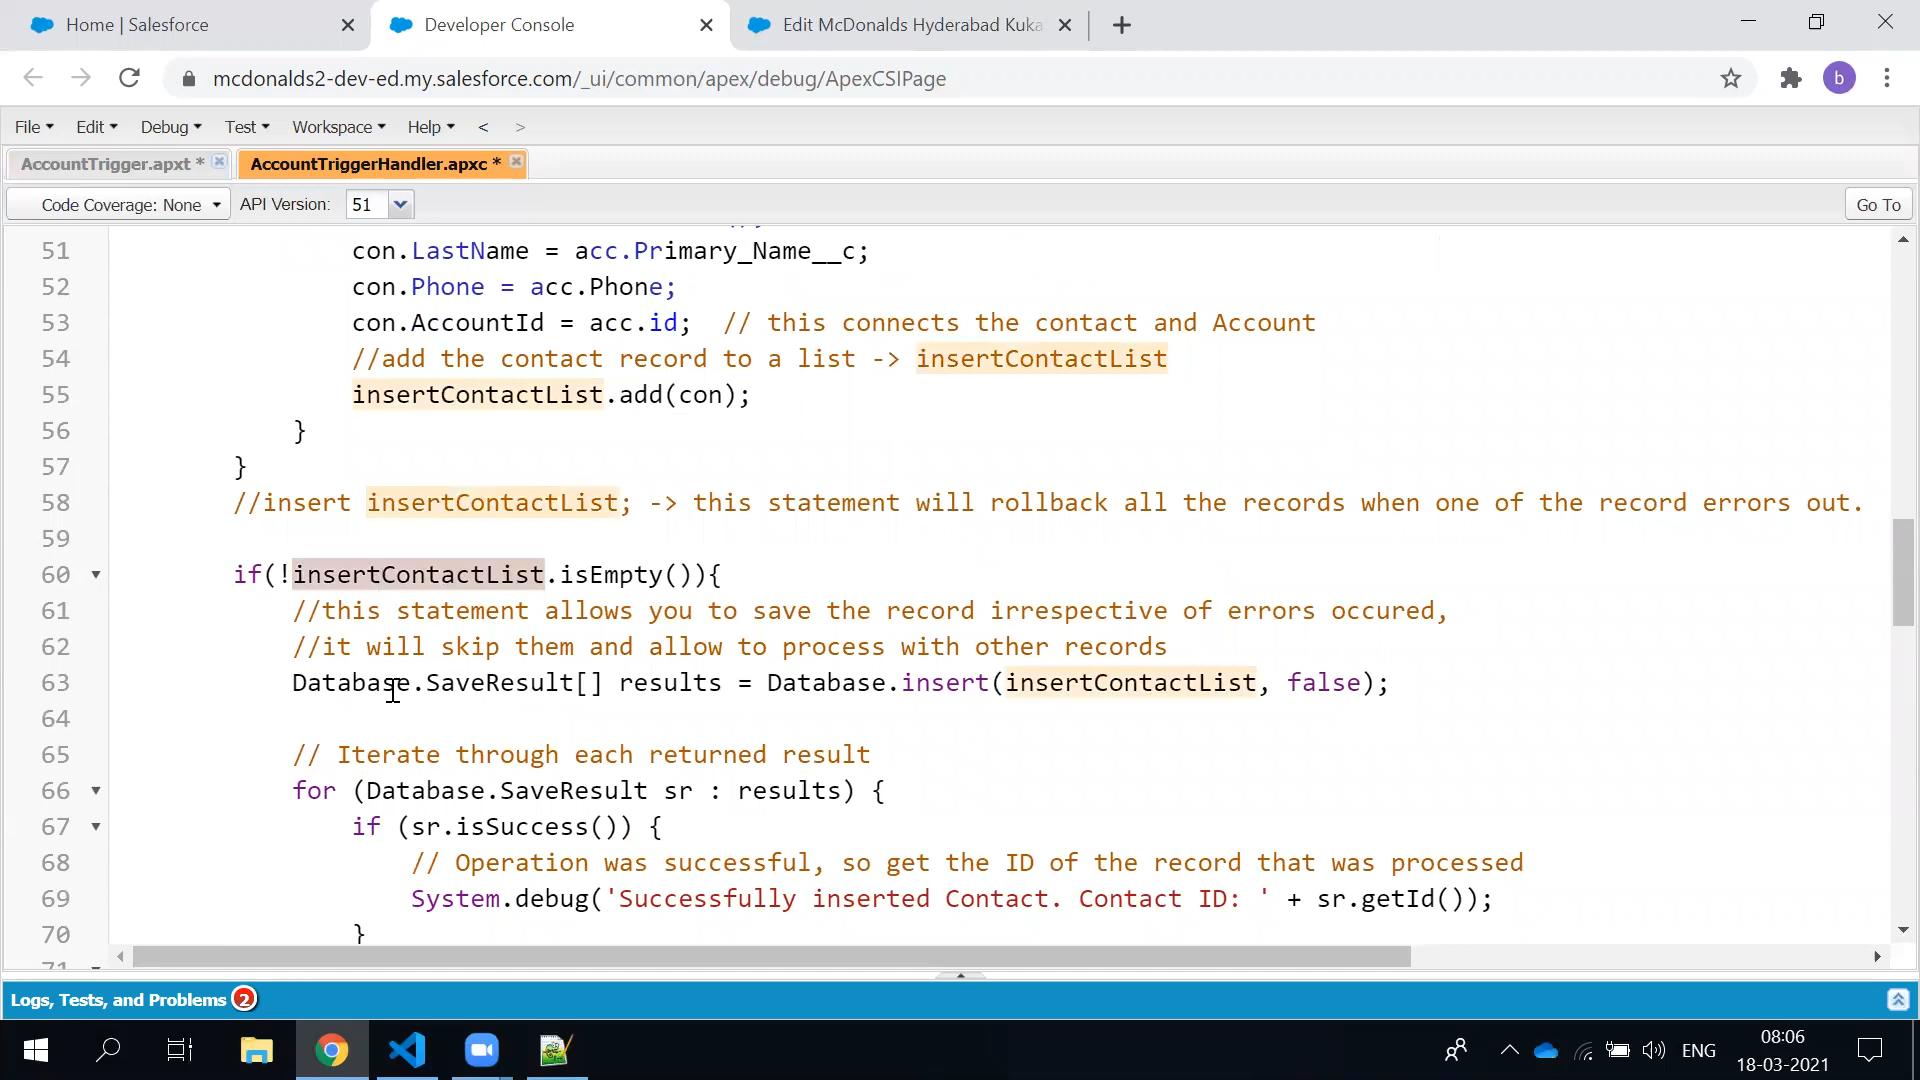 Home | Salesforce
Developer Console
Edit McDonalds Hyderabad Kuka
mcdonalds2-dev-ed.my.salesforce.com/_ui/common/apex/debug/ApexCSIPage
b
File
Edit
Debug
Test
Workspace
Help
<
>
AccountTrigger.apxt *
AccountTriggerHandler.apxc *
Code Coverage: None
API Version:
51
Go To
51 con.LastName = acc.Primary_Name__c;
52 con.Phone = acc.Phone;
53 con.AccountId = acc.id; // this connects the contact and Account
54 //add the contact record to a list -> insertContactList
55 insertContactList.add(con);
56 }
57 }
58 //insert insertContactList; -> this statement will rollback all the records when one of the record errors out.
59
60 if(!insertContactList.isEmpty()){
61 //this statement allows you to save the record irrespective of errors occured,
62 //it will skip them and allow to process with other records
63 Database.SaveResult[] results = Database.insert(insertContactList, false);
64
65 // Iterate through each returned result
66 for (Database.SaveResult sr : results) {
67 if (sr.isSuccess()) {
68 // Operation was successful, so get the ID of the record that was processed
69 System.debug('Successfully inserted Contact. Contact ID: ' + sr.getId());
70 }
71
Logs, Tests, and Problems 2
ENG
08:06
18-03-2021